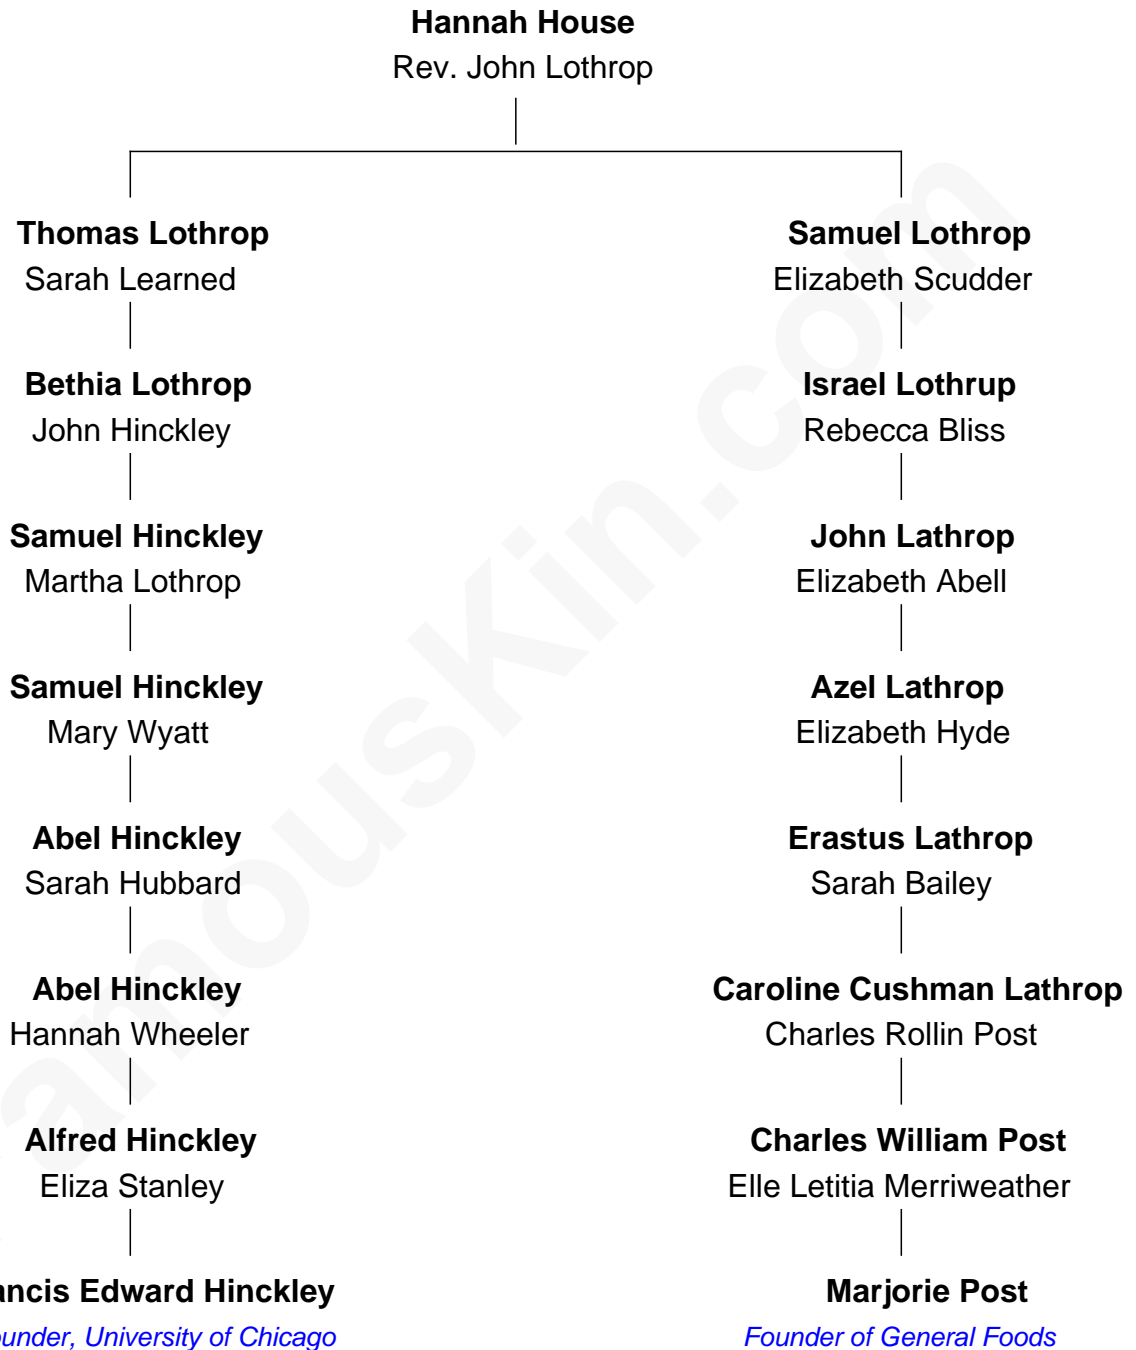 Hannah House
Rev. John Lothrop
Thomas Lothrop
Sarah Learned
Bethia Lothrop
John Hinckley
Samuel Hinckley
Martha Lothrop
Samuel Hinckley
Mary Wyatt
Abel Hinckley
Sarah Hubbard
Abel Hinckley
Hannah Wheeler
Alfred Hinckley
Eliza Stanley
Edward Hinckley
University of Chicago
Samuel Lothrop
Elizabeth Scudder
Israel Lothrup
Rebecca Bliss
John Lathrop
Elizabeth Abell
Azel Lathrop
Elizabeth Hyde
Erastus Lathrop
Sarah Bailey
Caroline Cushman Lathrop
Charles Rollin Post
Charles William Post
Elle Letitia Merriweather
Marjorie Post
Founder of General Foods